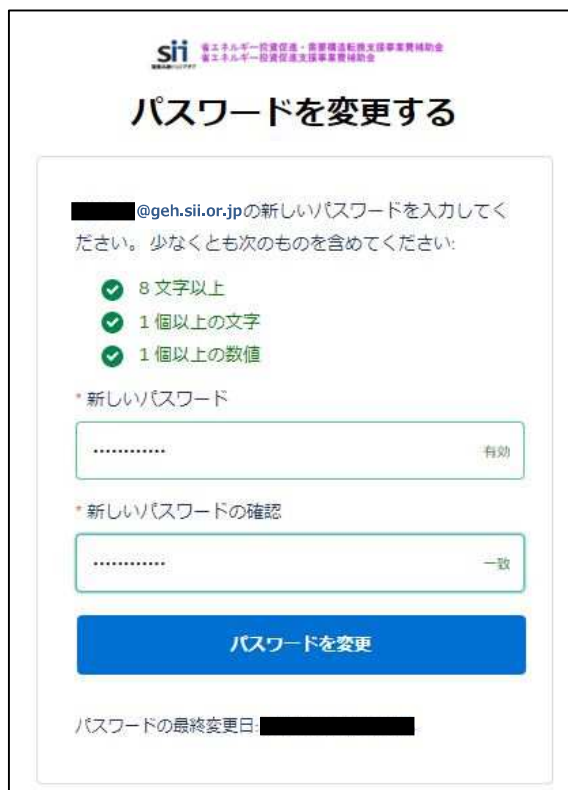 sii 省エネルギー投資促進・需要構造転換支援事業費補助金
省エネルギー投資促進支援事業費補助金
パスワードを変更する
@geh.sii.or.jpの新しいパスワードを入力してく
ださい。少なくとも次のものを含めてください:
8 文字以上
1 個以上の文字
1 個以上の数値
* 新しいパスワード
............ 有効
* 新しいパスワードの確認
............ 一致
パスワードを変更
パスワードの最終変更日: